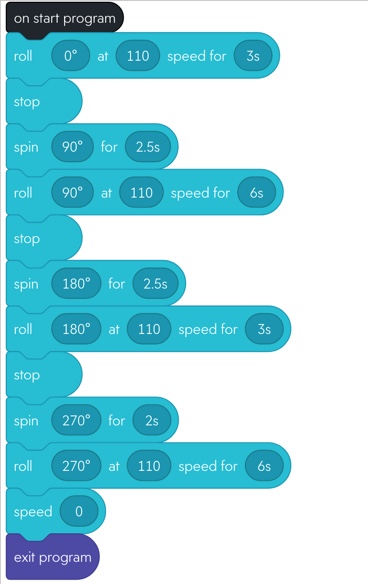 on start program
roll 0° at 110 speed for 3s
stop
spin 90° for 2.5s
roll 90° at 110 speed for 6s
stop
spin 180° for 2.5s
roll 180° at 110 speed for 3s
stop
spin 270° for 2s
roll 270° at 110 speed for 6s
speed 0
exit program